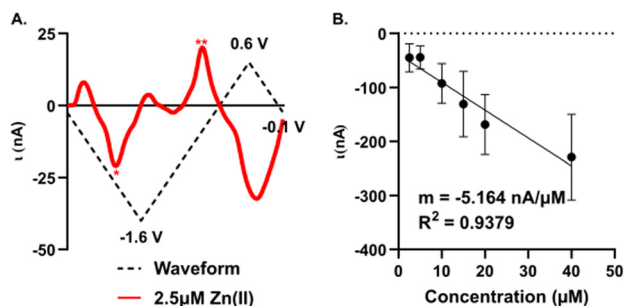 A.
B.
25
0
-25
-50
ι (nA)
**
*
0.6 V
-0.1 V
-1.6 V
Waveform
2.5µM Zn(II)
0
-100
-200
-300
-400
ι(nA)
m = -5.164 nA/µM
R² = 0.9379
0 10 20 30 40 50
Concentration (µM)